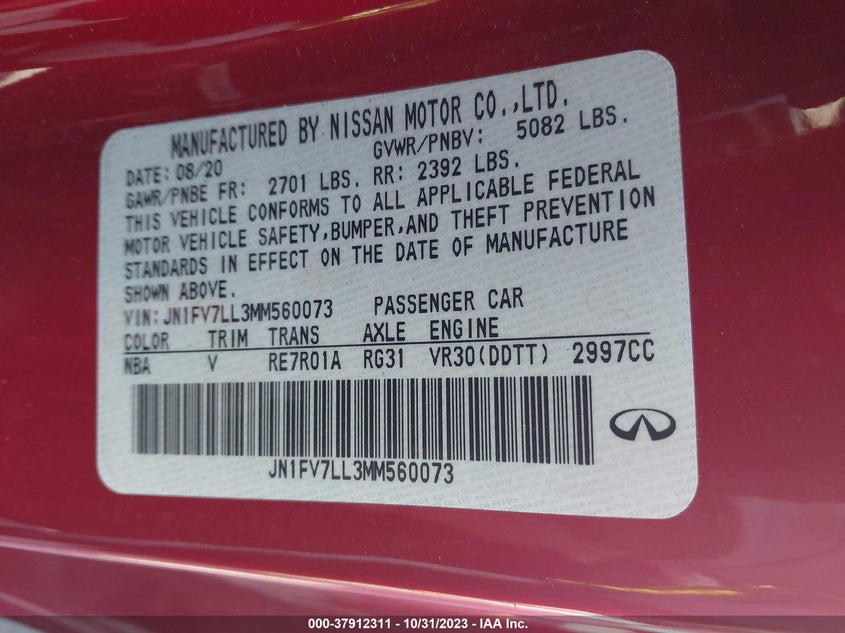 MANUFACTURED BY NISSAN MOTOR CO.,LTD.
DATE: 08/20 GVWR/PNBV: 5082 LBS.
GAWR/PNBE FR: 2701 LBS. RR: 2392 LBS.
THIS VEHICLE CONFORMS TO ALL APPLICABLE FEDERAL
MOTOR VEHICLE SAFETY,BUMPER,AND THEFT PREVENTION
STANDARDS IN EFFECT ON THE DATE OF MANUFACTURE
SHOWN ABOVE.
VIN:JN1FV7LL3MM560073 PASSENGER CAR
COLOR TRIM TRANS AXLE ENGINE
NBA V RE7R01A RG31 VR30(DDTT) 2997CC
JN1FV7LL3MM560073
000-37912311 - 10/31/2023 - IAA Inc.